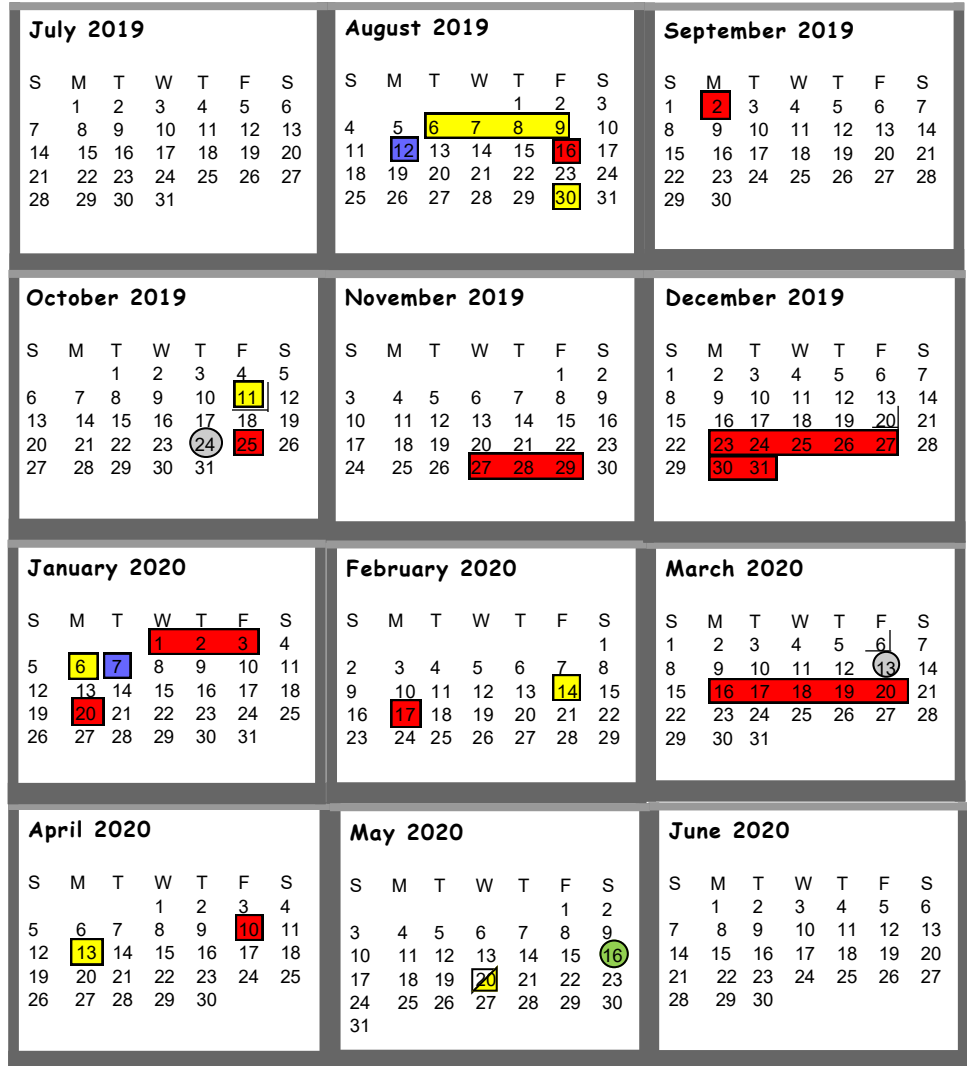 July 2019
S M T W T F S
1 2 3 4 5 6
7 8 9 10 11 12 13
14 15 16 17 18 19 20
21 22 23 24 25 26 27
28 29 30 31
August 2019
S M T W T F S
1 2 3
4 5 6 7 8 9 10
11 12 13 14 15 16 17
18 19 20 21 22 23 24
25 26 27 28 29 30 31
September 2019
S M T W T F S
1 2 3 4 5 6 7
8 9 10 11 12 13 14
15 16 17 18 19 20 21
22 23 24 25 26 27 28
29 30
October 2019
S M T W T F S
1 2 3 4 5
6 7 8 9 10 11 12
13 14 15 16 17 18 19
20 21 22 23 24 25 26
27 28 29 30 31
November 2019
S M T W T F S
1 2
3 4 5 6 7 8 9
10 11 12 13 14 15 16
17 18 19 20 21 22 23
24 25 26 27 28 29 30
December 2019
S M T W T F S
1 2 3 4 5 6 7
8 9 10 11 12 13 14
15 16 17 18 19 20 21
22 23 24 25 26 27 28
29 30 31
January 2020
S M T W T F S
1 2 3 4
5 6 7 8 9 10 11
12 13 14 15 16 17 18
19 20 21 22 23 24 25
26 27 28 29 30 31
February 2020
S M T W T F S
1
2 3 4 5 6 7 8
9 10 11 12 13 14 15
16 17 18 19 20 21 22
23 24 25 26 27 28 29
March 2020
S M T W T F S
1 2 3 4 5 6 7
8 9 10 11 12 13 14
15 16 17 18 19 20 21
22 23 24 25 26 27 28
29 30 31
April 2020
S M T W T F S
1 2 3 4
5 6 7 8 9 10 11
12 13 14 15 16 17 18
19 20 21 22 23 24 25
26 27 28 29 30
May 2020
S M T W T F S
1 2
3 4 5 6 7 8 9
10 11 12 13 14 15 16
17 18 19 20 21 22 23
24 25 26 27 28 29 30
31
June 2020
S M T W T F S
1 2 3 4 5 6
7 8 9 10 11 12 13
14 15 16 17 18 19 20
21 22 23 24 25 26 27
28 29 30